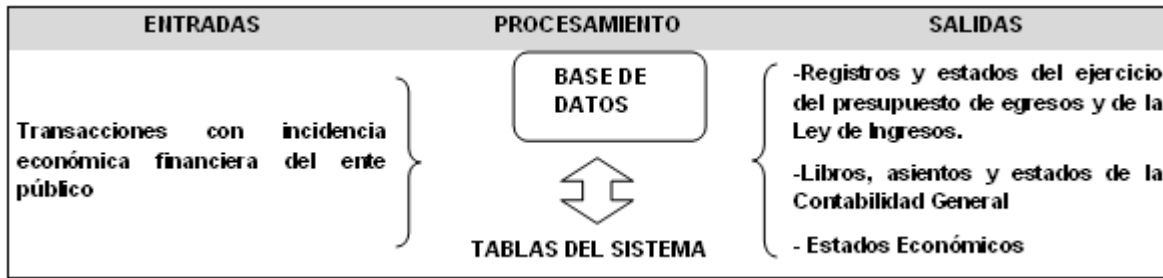 ENTRADAS
PROCESAMIENTO
SALIDAS
Transacciones con incidencia
económica financiera del ente
público
BASE DE
DATOS
TABLAS DEL SISTEMA
-Registros y estados del ejercicio
del presupuesto de egresos y de la
Ley de Ingresos.
-Libros, asientos y estados de la
Contabilidad General
- Estados Económicos